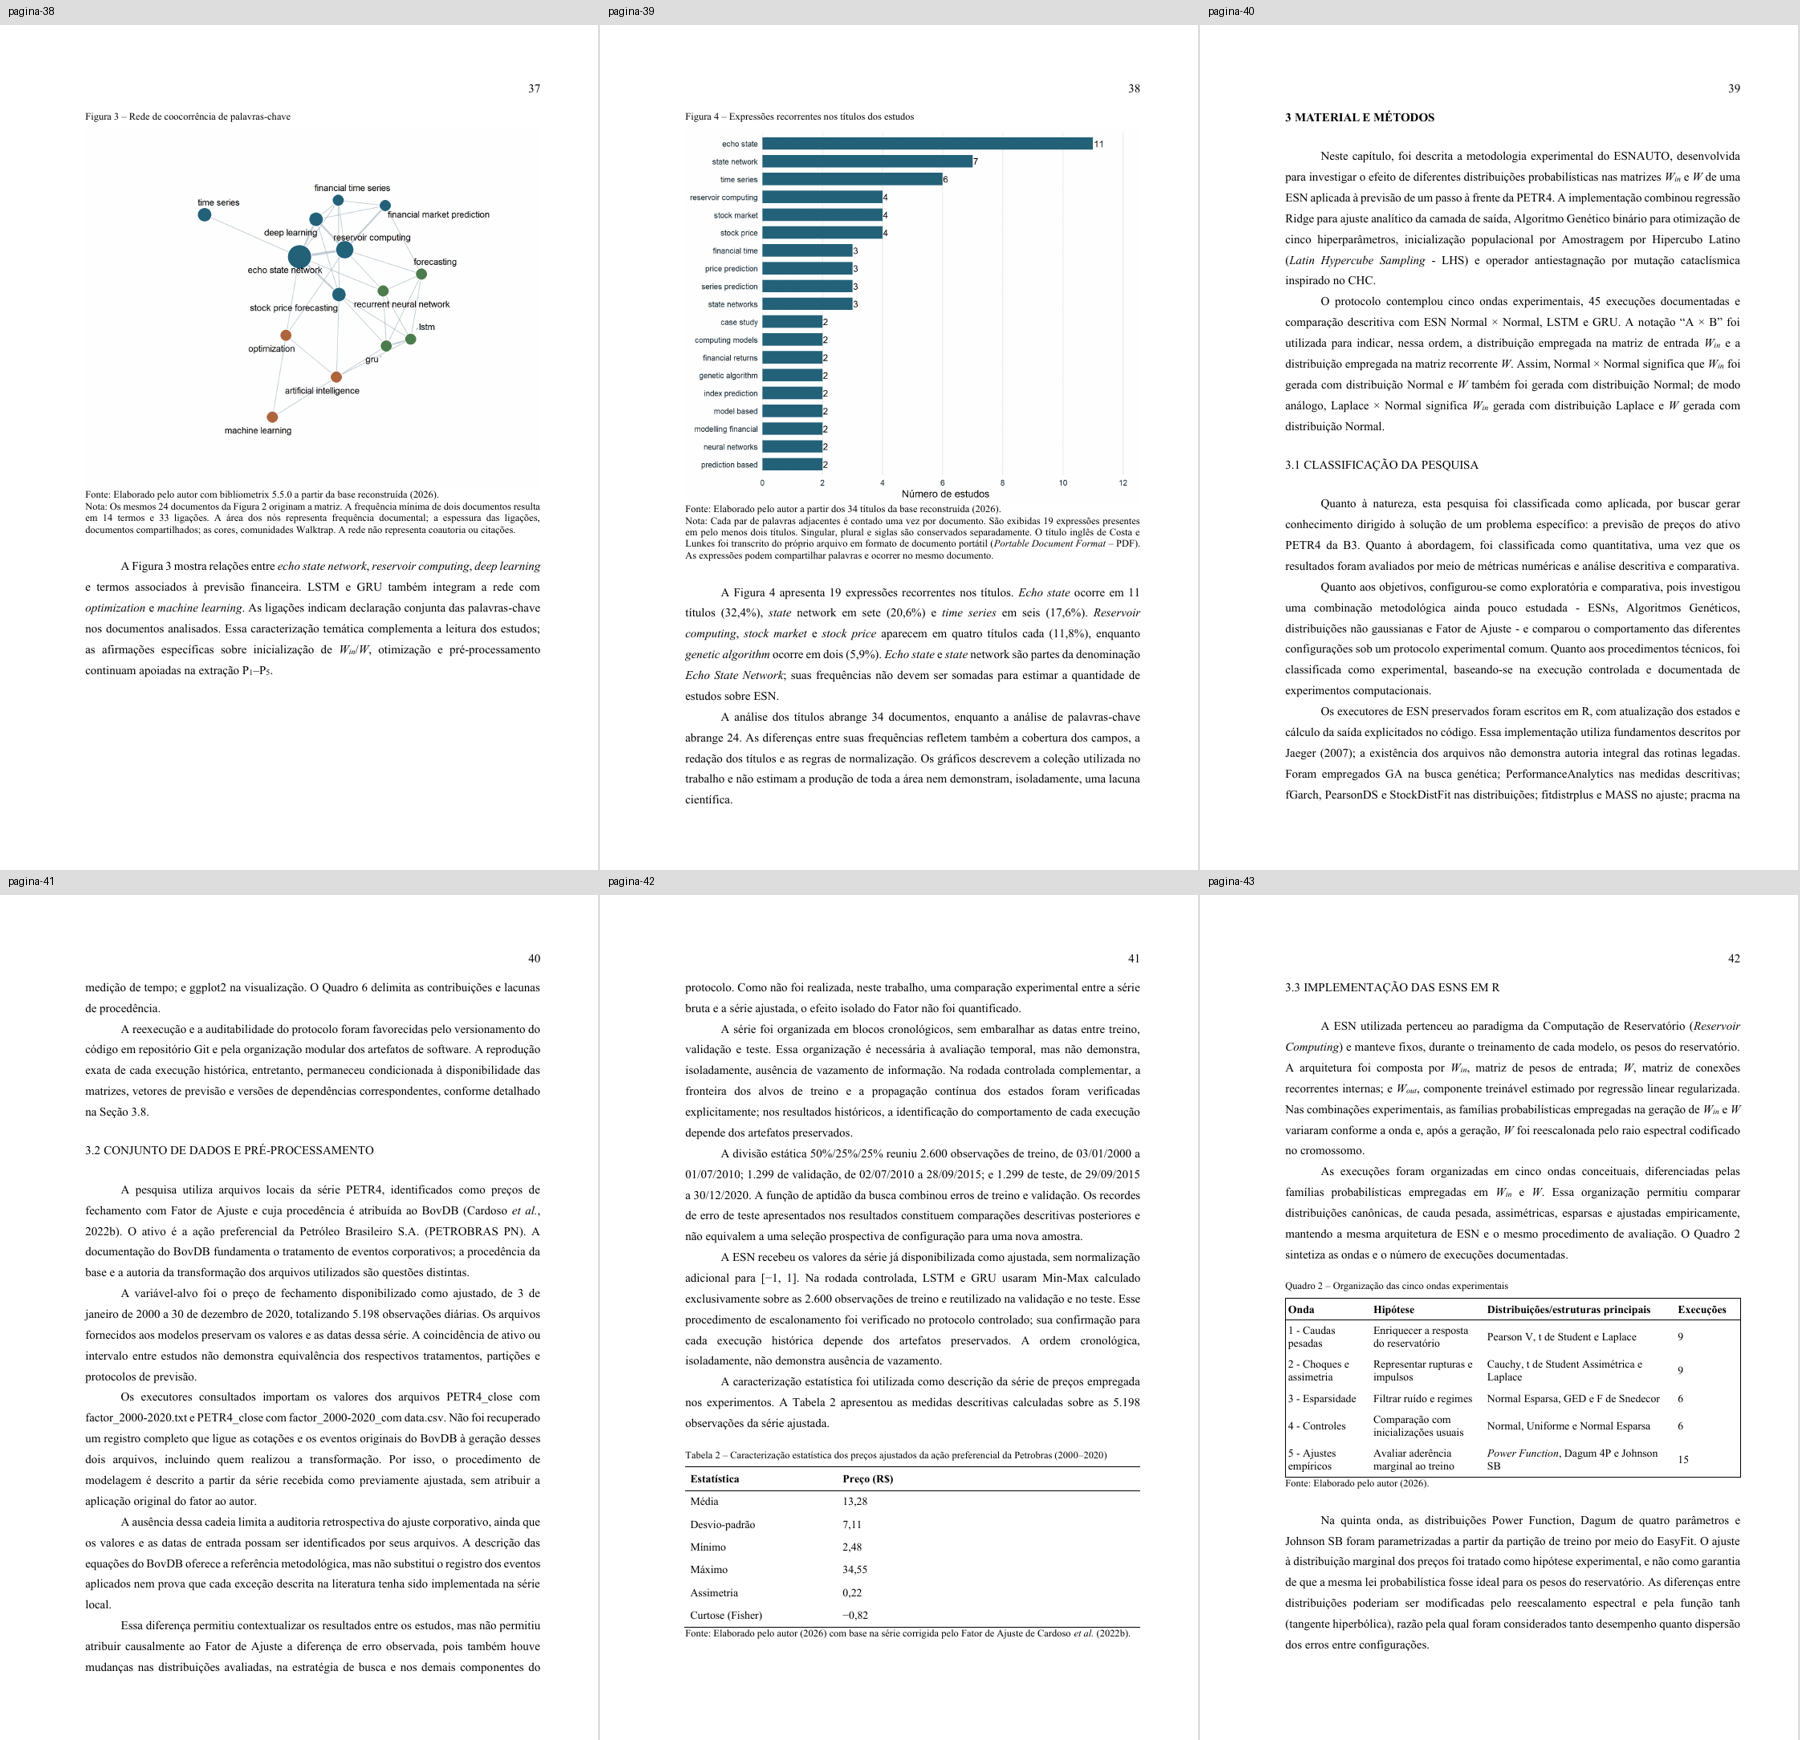 pagina-38
37
Figura 3 – Rede de coocorrência de palavras-chave
financial time series
time series
financial market prediction
deep learning
reservoir computing
echo state network
forecasting
stock price forecasting
recurrent neural network
lstm
optimization
gru
artificial intelligence
machine learning
Fonte: Elaborado pelo autor com bibliometrix 5.5.0 a partir da base reconstruída (2026).
Nota: Os mesmos 24 documentos da Figura 2 originam a matriz. A frequência mínima de dois documentos resulta
em 14 termos e 33 ligações. A área dos nós representa frequência documental; a espessura das ligações,
documentos compartilhados; as cores, comunidades Walktrap. A rede não representa coautoria ou citações.
A Figura 3 mostra relações entre echo state network, reservoir computing, deep learning
e termos associados à previsão financeira. LSTM e GRU também integram a rede com
optimization e machine learning. As ligações indicam declaração conjunta das palavras-chave
nos documentos analisados. Essa caracterização temática complementa a leitura dos estudos;
as afirmações específicas sobre inicialização de Win/W, otimização e pré-processamento
continuam apoiadas na extração P1–P5.
pagina-39
38
Figura 4 – Expressões recorrentes nos títulos dos estudos
echo state 11
state network 7
time series 6
reservoir computing 4
stock market 4
stock price 4
financial time 3
price prediction 3
series prediction 3
state networks 3
case study 2
computing models 2
financial returns 2
genetic algorithm 2
index prediction 2
model based 2
modelling financial 2
neural networks 2
prediction based 2
0 2 4 6 8 10 12
Número de estudos
Fonte: Elaborado pelo autor a partir dos 34 títulos da base reconstruída (2026).
Nota: Cada par de palavras adjacentes é contado uma vez por documento. São exibidas 19 expressões presentes
em pelo menos dois títulos. Singular, plural e siglas são conservados separadamente. O título inglês de Costa e
Lunkes foi transcrito do próprio arquivo em formato de documento portátil (Portable Document Format – PDF).
As expressões podem compartilhar palavras e ocorrer no mesmo documento.
A Figura 4 apresenta 19 expressões recorrentes nos títulos. Echo state ocorre em 11
títulos (32,4%), state network em sete (20,6%) e time series em seis (17,6%). Reservoir
computing, stock market e stock price aparecem em quatro títulos cada (11,8%), enquanto
genetic algorithm ocorre em dois (5,9%). Echo state e state network são partes da denominação
Echo State Network; suas frequências não devem ser somadas para estimar a quantidade de
estudos sobre ESN.
A análise dos títulos abrange 34 documentos, enquanto a análise de palavras-chave
abrange 24. As diferenças entre suas frequências refletem também a cobertura dos campos, a
redação dos títulos e as regras de normalização. Os gráficos descrevem a coleção utilizada no
trabalho e não estimam a produção de toda a área nem demonstram, isoladamente, uma lacuna
científica.
pagina-40
39
3 MATERIAL E MÉTODOS
Neste capítulo, foi descrita a metodologia experimental do ESNAUTO, desenvolvida
para investigar o efeito de diferentes distribuições probabilísticas nas matrizes Win e W de uma
ESN aplicada à previsão de um passo à frente da PETR4. A implementação combinou regressão
Ridge para ajuste analítico da camada de saída, Algoritmo Genético binário para otimização de
cinco hiperparâmetros, inicialização populacional por Amostragem por Hipercubo Latino
(Latin Hypercube Sampling - LHS) e operador antiestagnação por mutação cataclísmica
inspirado no CHC.
O protocolo contemplou cinco ondas experimentais, 45 execuções documentadas e
comparação descritiva com ESN Normal × Normal, LSTM e GRU. A notação “A × B” foi
utilizada para indicar, nessa ordem, a distribuição empregada na matriz de entrada Win e a
distribuição empregada na matriz recorrente W. Assim, Normal × Normal significa que Win foi
gerada com distribuição Normal e W também foi gerada com distribuição Normal; de modo
análogo, Laplace × Normal significa Win gerada com distribuição Laplace e W gerada com
distribuição Normal.
3.1 CLASSIFICAÇÃO DA PESQUISA
Quanto à natureza, esta pesquisa foi classificada como aplicada, por buscar gerar
conhecimento dirigido à solução de um problema específico: a previsão de preços do ativo
PETR4 da B3. Quanto à abordagem, foi classificada como quantitativa, uma vez que os
resultados foram avaliados por meio de métricas numéricas e análise descritiva e comparativa.
Quanto aos objetivos, configurou-se como exploratória e comparativa, pois investigou
uma combinação metodológica ainda pouco estudada - ESNs, Algoritmos Genéticos,
distribuições não gaussianas e Fator de Ajuste - e comparou o comportamento das diferentes
configurações sob um protocolo experimental comum. Quanto aos procedimentos técnicos, foi
classificada como experimental, baseando-se na execução controlada e documentada de
experimentos computacionais.
Os executores de ESN preservados foram escritos em R, com atualização dos estados e
cálculo da saída explicitados no código. Essa implementação utiliza fundamentos descritos por
Jaeger (2007); a existência dos arquivos não demonstra autoria integral das rotinas legadas.
Foram empregados GA na busca genética; PerformanceAnalytics nas medidas descritivas;
fGarch, PearsonDS e StockDistFit nas distribuições; fitdistrplus e MASS no ajuste; pracma na
pagina-41
40
medição de tempo; e ggplot2 na visualização. O Quadro 6 delimita as contribuições e lacunas
de procedência.
A reexecução e a auditabilidade do protocolo foram favorecidas pelo versionamento do
código em repositório Git e pela organização modular dos artefatos de software. A reprodução
exata de cada execução histórica, entretanto, permaneceu condicionada à disponibilidade das
matrizes, vetores de previsão e versões de dependências correspondentes, conforme detalhado
na Seção 3.8.
3.2 CONJUNTO DE DADOS E PRÉ-PROCESSAMENTO
A pesquisa utiliza arquivos locais da série PETR4, identificados como preços de
fechamento com Fator de Ajuste e cuja procedência é atribuída ao BovDB (Cardoso et al.,
2022b). O ativo é a ação preferencial da Petróleo Brasileiro S.A. (PETROBRAS PN). A
documentação do BovDB fundamenta o tratamento de eventos corporativos; a procedência da
base e a autoria da transformação dos arquivos utilizados são questões distintas.
A variável-alvo foi o preço de fechamento disponibilizado como ajustado, de 3 de
janeiro de 2000 a 30 de dezembro de 2020, totalizando 5.198 observações diárias. Os arquivos
fornecidos aos modelos preservam os valores e as datas dessa série. A coincidência de ativo ou
intervalo entre estudos não demonstra equivalência dos respectivos tratamentos, partições e
protocolos de previsão.
Os executores consultados importam os valores dos arquivos PETR4_close com
factor_2000-2020.txt e PETR4_close com factor_2000-2020_com data.csv. Não foi recuperado
um registro completo que ligue as cotações e os eventos originais do BovDB à geração desses
dois arquivos, incluindo quem realizou a transformação. Por isso, o procedimento de
modelagem é descrito a partir da série recebida como previamente ajustada, sem atribuir a
aplicação original do fator ao autor.
A ausência dessa cadeia limita a auditoria retrospectiva do ajuste corporativo, ainda que
os valores e as datas de entrada possam ser identificados por seus arquivos. A descrição das
equações do BovDB oferece a referência metodológica, mas não substitui o registro dos eventos
aplicados nem prova que cada exceção descrita na literatura tenha sido implementada na série
local.
Essa diferença permitiu contextualizar os resultados entre os estudos, mas não permitiu
atribuir causalmente ao Fator de Ajuste a diferença de erro observada, pois também houve
mudanças nas distribuições avaliadas, na estratégia de busca e nos demais componentes do
pagina-42
41
protocolo. Como não foi realizada, neste trabalho, uma comparação experimental entre a série
bruta e a série ajustada, o efeito isolado do Fator não foi quantificado.
A série foi organizada em blocos cronológicos, sem embaralhar as datas entre treino,
validação e teste. Essa organização é necessária à avaliação temporal, mas não demonstra,
isoladamente, ausência de vazamento de informação. Na rodada controlada complementar, a
fronteira dos alvos de treino e a propagação contínua dos estados foram verificadas
explicitamente; nos resultados históricos, a identificação do comportamento de cada execução
depende dos artefatos preservados.
A divisão estática 50%/25%/25% reuniu 2.600 observações de treino, de 03/01/2000 a
01/07/2010; 1.299 de validação, de 02/07/2010 a 28/09/2015; e 1.299 de teste, de 29/09/2015
a 30/12/2020. A função de aptidão da busca combinou erros de treino e validação. Os recordes
de erro de teste apresentados nos resultados constituem comparações descritivas posteriores e
não equivalem a uma seleção prospectiva de configuração para uma nova amostra.
A ESN recebeu os valores da série já disponibilizada como ajustada, sem normalização
adicional para [−1, 1]. Na rodada controlada, LSTM e GRU usaram Min-Max calculado
exclusivamente sobre as 2.600 observações de treino e reutilizado na validação e no teste. Esse
procedimento de escalonamento foi verificado no protocolo controlado; sua confirmação para
cada execução histórica depende dos artefatos preservados. A ordem cronológica,
isoladamente, não demonstra ausência de vazamento.
A caracterização estatística foi utilizada como descrição da série de preços empregada
nos experimentos. A Tabela 2 apresentou as medidas descritivas calculadas sobre as 5.198
observações da série ajustada.
Tabela 2 – Caracterização estatística dos preços ajustados da ação preferencial da Petrobras (2000–2020)
Estatística Preço (R$)
Média 13,28
Desvio-padrão 7,11
Mínimo 2,48
Máximo 34,55
Assimetria 0,22
Curtose (Fisher) −0,82
Fonte: Elaborado pelo autor (2026) com base na série corrigida pelo Fator de Ajuste de Cardoso et al. (2022b).
pagina-43
42
3.3 IMPLEMENTAÇÃO DAS ESNS EM R
A ESN utilizada pertenceu ao paradigma da Computação de Reservatório (Reservoir
Computing) e manteve fixos, durante o treinamento de cada modelo, os pesos do reservatório.
A arquitetura foi composta por Win, matriz de pesos de entrada; W, matriz de conexões
recorrentes internas; e Wout, componente treinável estimado por regressão linear regularizada.
Nas combinações experimentais, as famílias probabilísticas empregadas na geração de Win e W
variaram conforme a onda e, após a geração, W foi reescalonada pelo raio espectral codificado
no cromossomo.
As execuções foram organizadas em cinco ondas conceituais, diferenciadas pelas
famílias probabilísticas empregadas em Win e W. Essa organização permitiu comparar
distribuições canônicas, de cauda pesada, assimétricas, esparsas e ajustadas empiricamente,
mantendo a mesma arquitetura de ESN e o mesmo procedimento de avaliação. O Quadro 2
sintetiza as ondas e o número de execuções documentadas.
Quadro 2 – Organização das cinco ondas experimentais
Onda Hipótese Distribuições/estruturas principais Execuções
1 - Caudas pesadas Enriquecer a resposta do reservatório Pearson V, t de Student e Laplace 9
2 - Choques e assimetria Representar rupturas e impulsos Cauchy, t de Student Assimétrica e Laplace 9
3 - Esparsidade Filtrar ruído e regimes Normal Esparsa, GED e F de Snedecor 6
4 - Controles Comparação com inicializações usuais Normal, Uniforme e Normal Esparsa 6
5 - Ajustes empíricos Avaliar aderência marginal ao treino Power Function, Dagum 4P e Johnson SB 15
Fonte: Elaborado pelo autor (2026).
Na quinta onda, as distribuições Power Function, Dagum de quatro parâmetros e
Johnson SB foram parametrizadas a partir da partição de treino por meio do EasyFit. O ajuste
à distribuição marginal dos preços foi tratado como hipótese experimental, e não como garantia
de que a mesma lei probabilística fosse ideal para os pesos do reservatório. As diferenças entre
distribuições poderiam ser modificadas pelo reescalamento espectral e pela função tanh
(tangente hiperbólica), razão pela qual foram considerados tanto desempenho quanto dispersão
dos erros entre configurações.